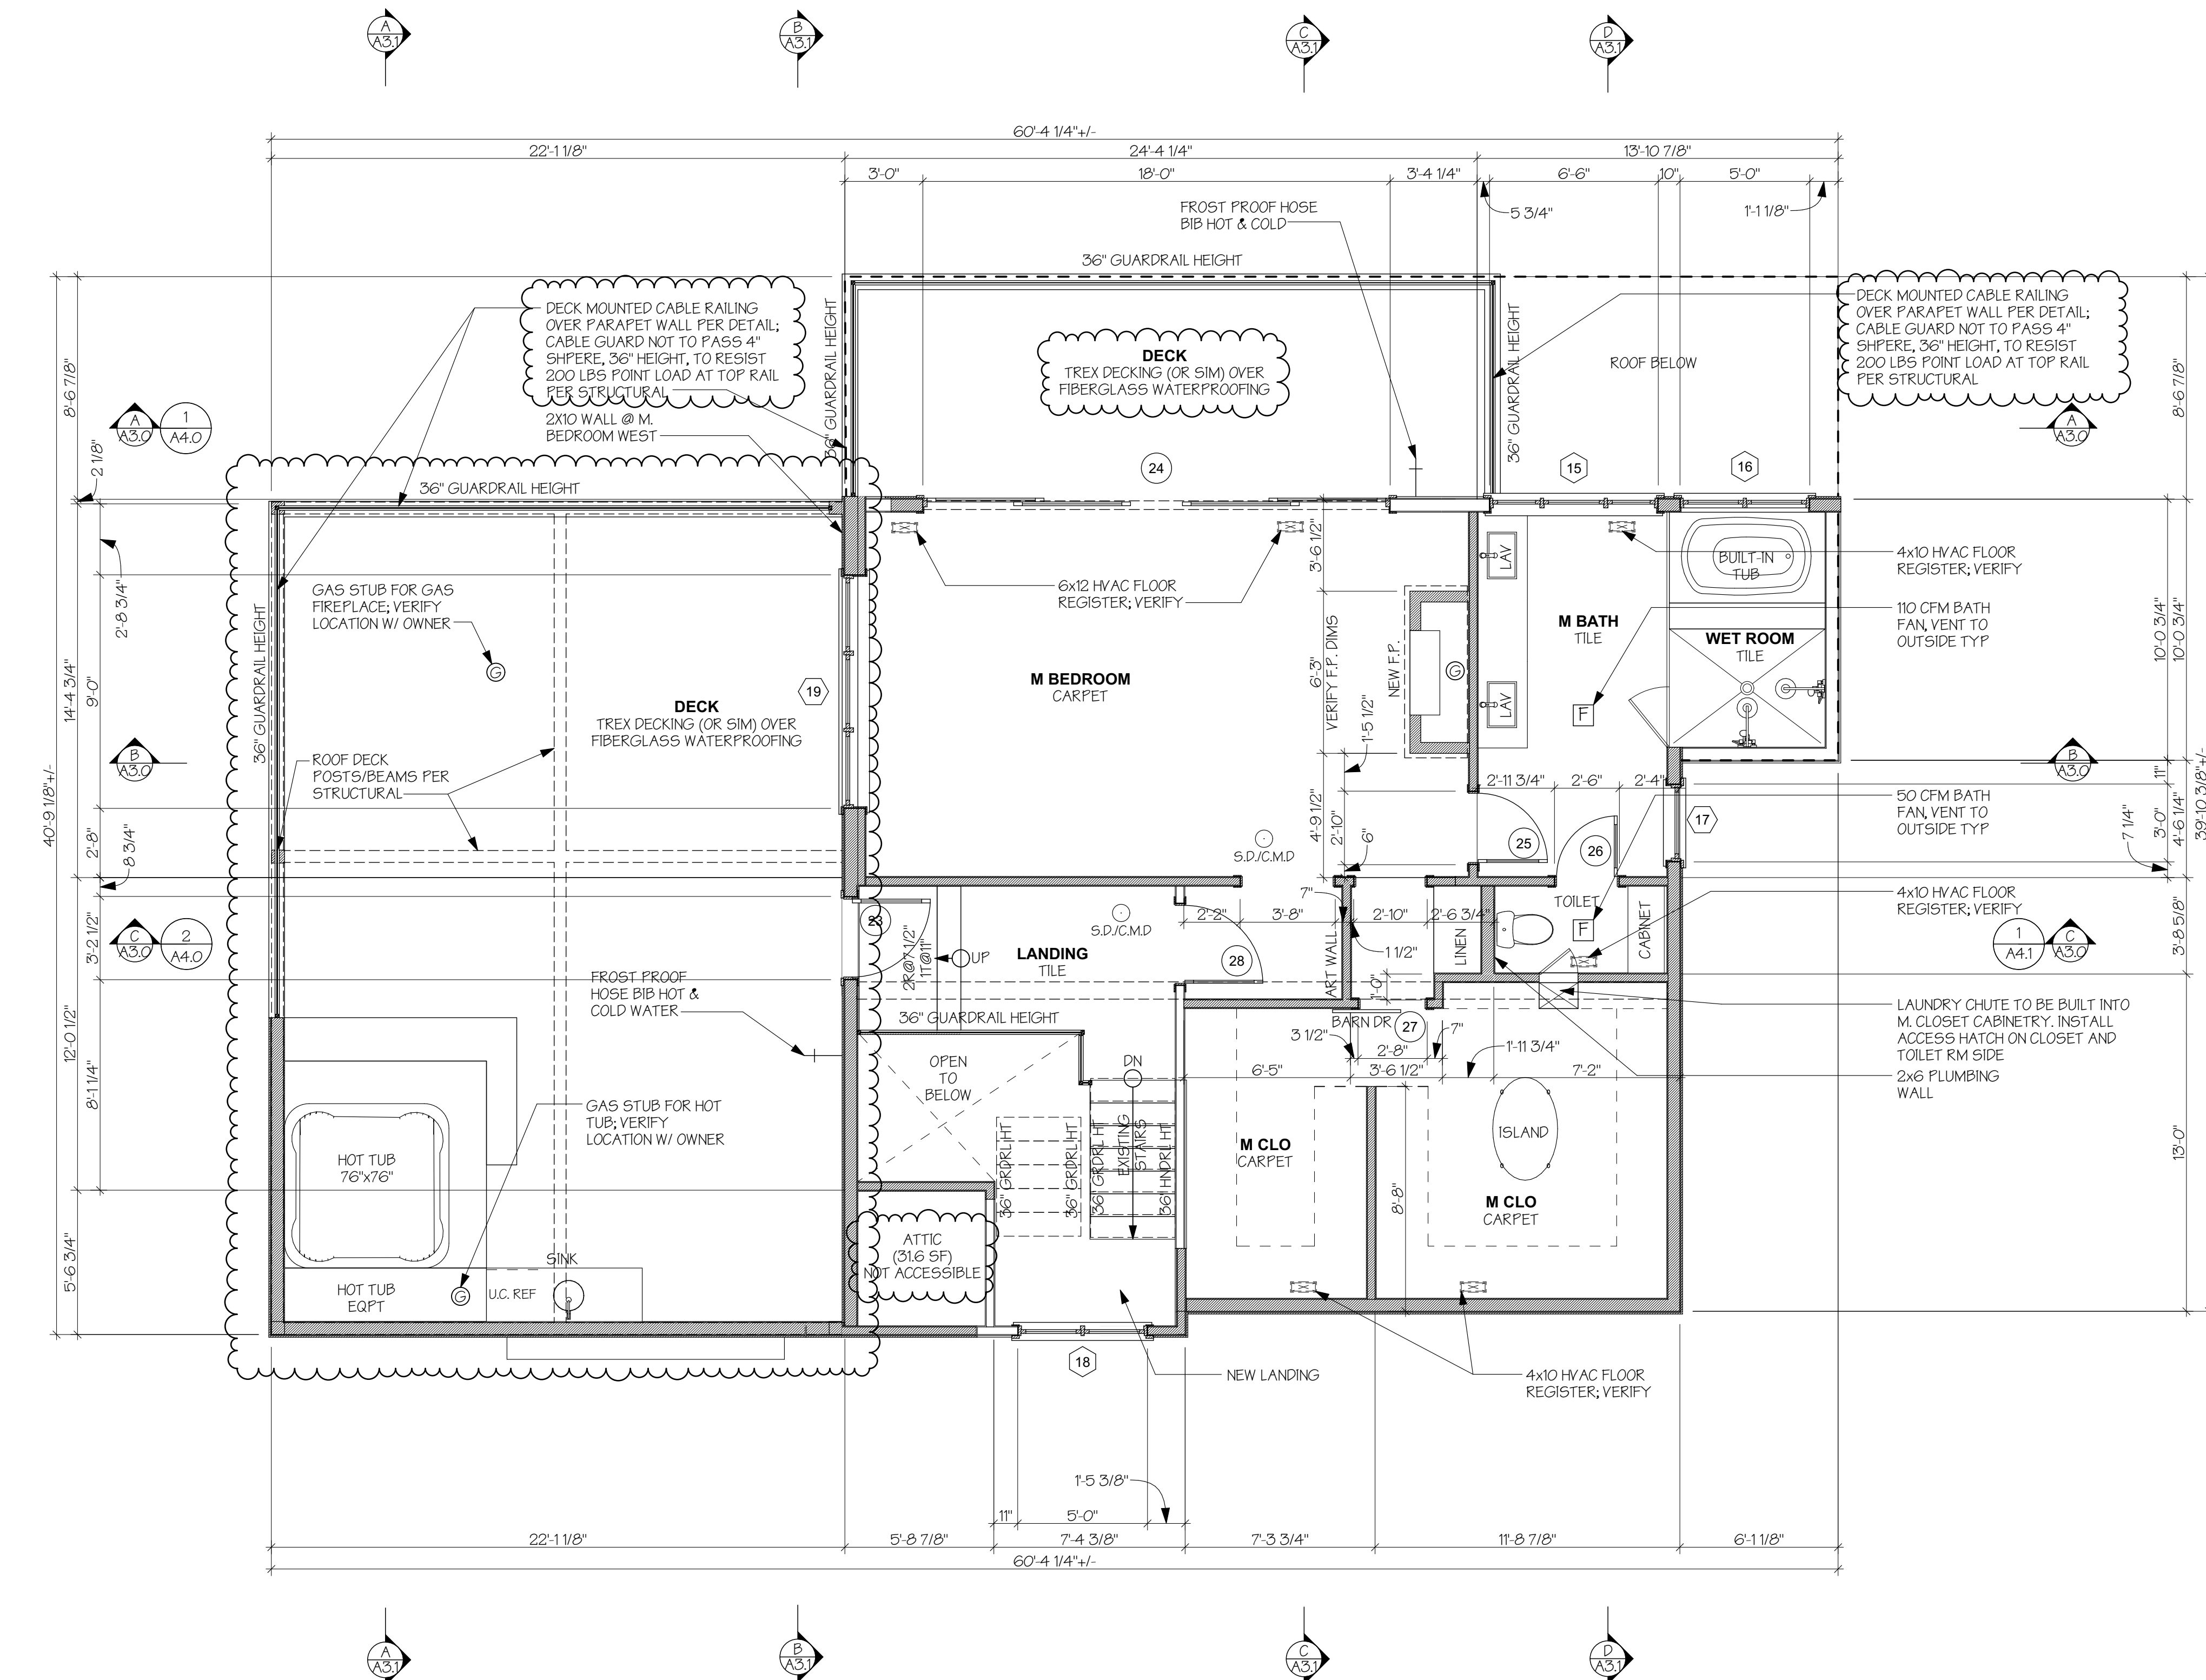 A
A3.1
B
A3.1
C
A3.1
D
A3.1
60'-4 1/4"+/-
22'-1 1/8"
24'-4 1/4"
13'-10 7/8"
3'-0"
18'-0"
3'-4 1/4"
6'-6"
10"
5'-0"
5 3/4"
1'-1 1/8"
FROST PROOF HOSE
BIB HOT & COLD
36" GUARDRAIL HEIGHT
DECK MOUNTED CABLE RAILING
OVER PARAPET WALL PER DETAIL;
CABLE GUARD NOT TO PASS 4"
SHPERE, 36" HEIGHT, TO RESIST
200 LBS POINT LOAD AT TOP RAIL
PER STRUCTURAL
2X10 WALL @ M.
BEDROOM WEST
36" GUARDRAIL HEIGHT
36" GUARDRAIL HEIGHT
DECK
TREX DECKING (OR SIM) OVER
FIBERGLASS WATERPROOFING
36" GUARDRAIL HEIGHT
ROOF BELOW
DECK MOUNTED CABLE RAILING
OVER PARAPET WALL PER DETAIL;
CABLE GUARD NOT TO PASS 4"
SHPERE, 36" HEIGHT, TO RESIST
200 LBS POINT LOAD AT TOP RAIL
PER STRUCTURAL
8'-6 7/8"
8'-6 7/8"
A
A3.0
1
A4.0
A
A3.0
2 1/8"
24
15
16
36" GUARDRAIL HEIGHT
36" GUARDRAIL HEIGHT
GAS STUB FOR GAS
FIREPLACE; VERIFY
LOCATION W/ OWNER
G
2'-8 3/4"
9'-0"
14'-4 3/4"
40'-9 1/8"+/-
19
DECK
TREX DECKING (OR SIM) OVER
FIBERGLASS WATERPROOFING
ROOF DECK
POSTS/BEAMS PER
STRUCTURAL
B
A3.0
2'-8"
8 3/4"
6x12 HVAC FLOOR
REGISTER; VERIFY
M BEDROOM
CARPET
3'-6 1/2"
6'-3"
VERIFY F.P. DIMS
NEW F.P.
G
1'-5 1/2"
4'-9 1/2"
2'-10"
6"
S.D./C.M.D
LAV
LAV
M BATH
TILE
BUILT-IN
TUB
WET ROOM
TILE
F
4x10 HVAC FLOOR
REGISTER; VERIFY
110 CFM BATH
FAN, VENT TO
OUTSIDE TYP
10'-0 3/4"
10'-0 3/4"
B
A3.0
2'-11 3/4"
2'-6"
2'-4"
25
26
17
50 CFM BATH
FAN, VENT TO
OUTSIDE TYP
11"
3'-0"
7 1/4"
4'-6 1/4"
39'-10 3/8"+/-
C
A3.0
2
A4.0
3'-2 1/2"
12'-0 1/2"
8'-1 1/4"
5'-6 3/4"
FROST PROOF
HOSE BIB HOT &
COLD WATER
23
2R@7 1/2"
1T@11"
UP
S.D./C.M.D
LANDING
TILE
36" GUARDRAIL HEIGHT
2'-2"
3'-8"
7"
2'-10"
2'-6 3/4"
28
ART WALL
1 1/2"
1'-0"
LINEN
TOILET
F
CABINET
4x10 HVAC FLOOR
REGISTER; VERIFY
1
A4.1
C
A3.0
3'-8 5/8"
LAUNDRY CHUTE TO BE BUILT INTO
M. CLOSET CABINETRY. INSTALL
ACCESS HATCH ON CLOSET AND
TOILET RM SIDE
2x6 PLUMBING
WALL
BARN DR
27
3 1/2"
7"
2'-8"
1'-11 3/4"
6'-5"
3'-6 1/2"
7'-2"
OPEN
TO
BELOW
DN
36" GRDRL HT
36" GRDRL HT
36" GRDRL HT
EXISTING
STAIRS
36" HNDRL HT
GAS STUB FOR HOT
TUB; VERIFY
LOCATION W/ OWNER
HOT TUB
76"x76"
HOT TUB
EQPT
G
U.C. REF
SINK
ATTIC
(31.6 SF)
NOT ACCESSIBLE
M CLO
CARPET
ISLAND
M CLO
CARPET
8'-8"
13'-0"
18
NEW LANDING
4x10 HVAC FLOOR
REGISTER; VERIFY
1'-5 3/8"
11"
5'-0"
22'-1 1/8"
5'-8 7/8"
7'-4 3/8"
7'-3 3/4"
11'-8 7/8"
6'-1 1/8"
60'-4 1/4"+/-
A
A3.1
B
A3.1
C
A3.1
D
A3.1